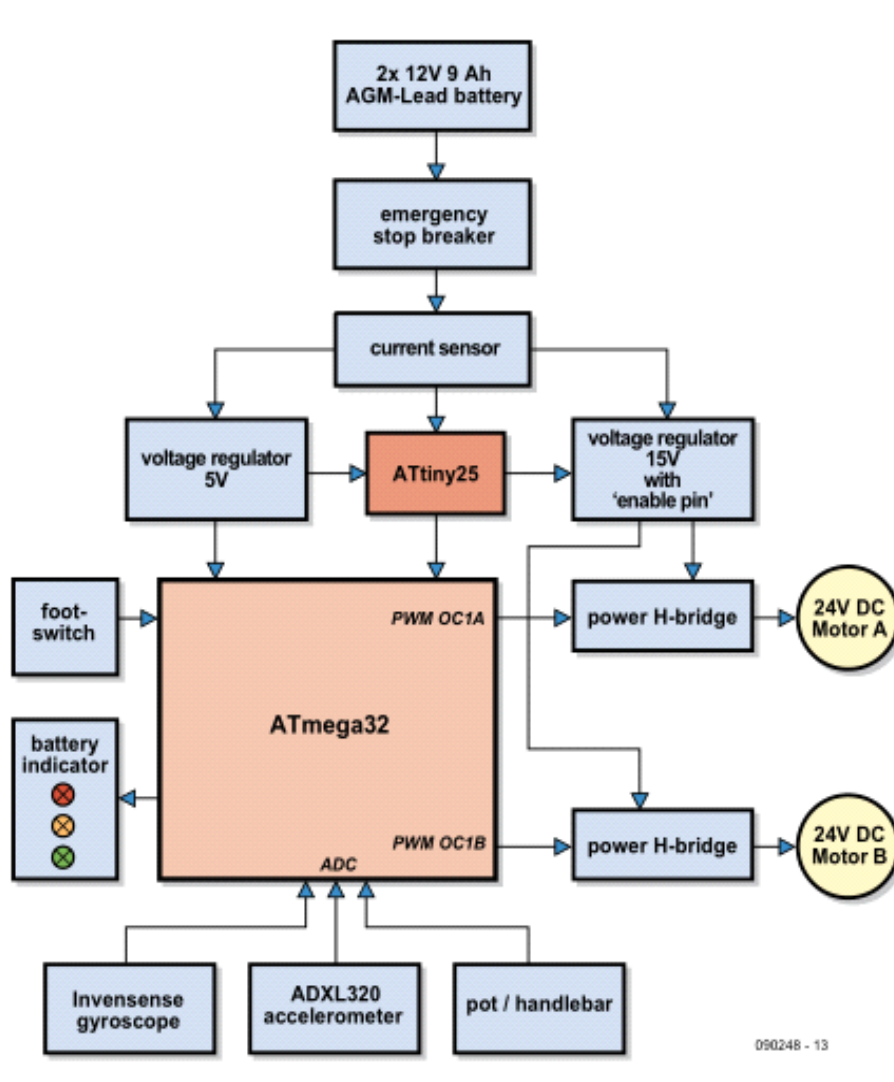 2x 12V 9 Ah
AGM-Lead battery
emergency
stop breaker
current sensor
voltage regulator
5V
ATtiny25
voltage regulator
15V
with
‘enable pin’
foot-
switch
PWM OC1A
power H-bridge
24V DC
Motor A
ATmega32
battery
indicator
PWM OC1B
power H-bridge
24V DC
Motor B
ADC
Invensense
gyroscope
ADXL320
accelerometer
pot / handlebar
090248 - 13